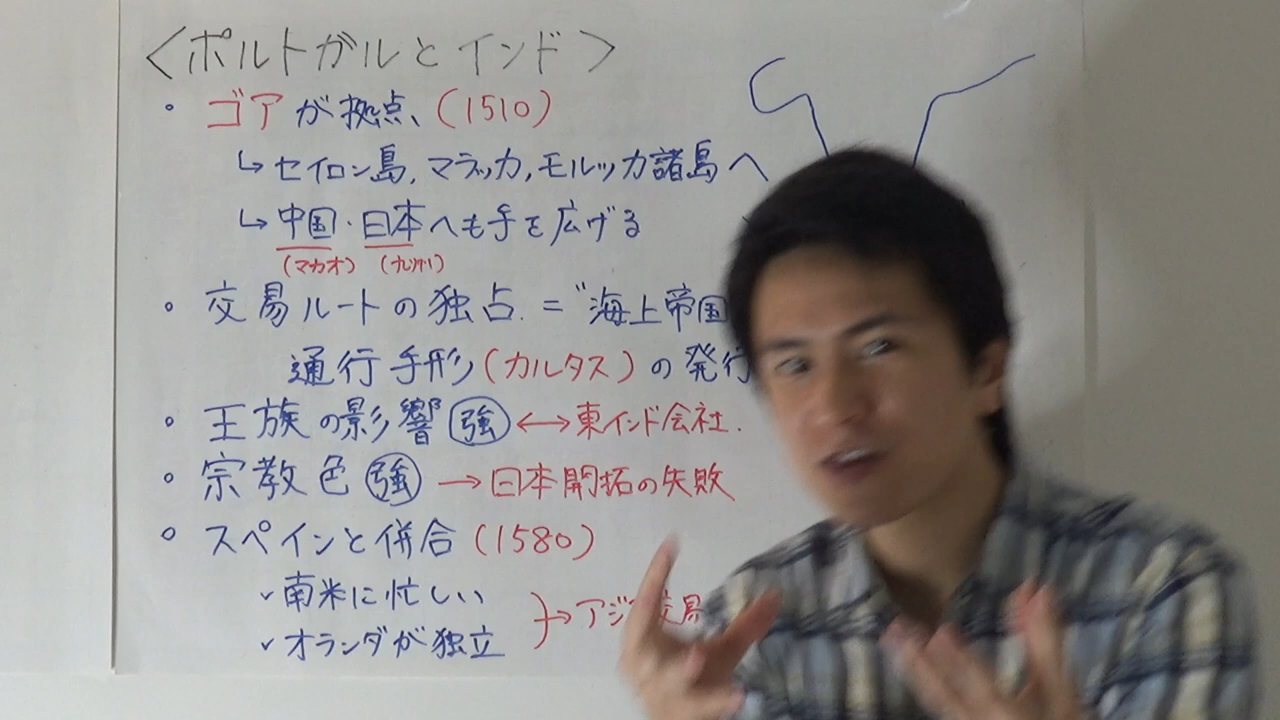 <ポルトガルとインド>
・ゴアが拠点、(1510)
↳セイロン島,マラッカ,モルッカ諸島へ
↳中国・日本へも手を広げる
(マカオ) (九州)
・交易ルートの独占.="海上帝国
通行手形(カルタス)の発行
・王族の影響強↔東インド会社.
・宗教色強→日本開拓の失敗
・スペインと併合(1580)
✓南米に忙しい
✓オランダが独立
}→アジア交易